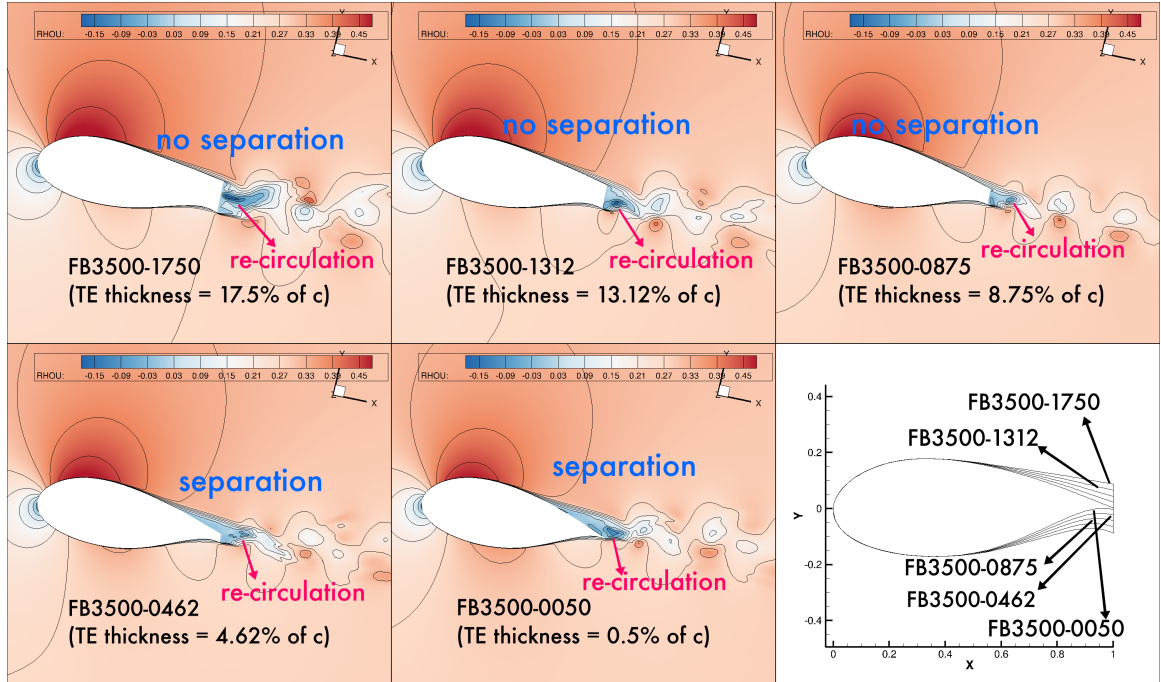 RHOU: -0.15 -0.09 -0.03 0.03 0.09 0.15 0.21 0.27 0.33 0.39 0.45
Y
Z
X
no separation
re-circulation
FB3500-1750
(TE thickness = 17.5% of c)
RHOU: -0.15 -0.09 -0.03 0.03 0.09 0.15 0.21 0.27 0.33 0.39 0.45
Y
Z
X
no separation
re-circulation
FB3500-1312
(TE thickness = 13.12% of c)
RHOU: -0.15 -0.09 -0.03 0.03 0.09 0.15 0.21 0.27 0.33 0.39 0.45
Y
Z
X
no separation
re-circulation
FB3500-0875
(TE thickness = 8.75% of c)
RHOU: -0.15 -0.09 -0.03 0.03 0.09 0.15 0.21 0.27 0.33 0.39 0.45
Y
Z
X
separation
re-circulation
FB3500-0462
(TE thickness = 4.62% of c)
RHOU: -0.15 -0.09 -0.03 0.03 0.09 0.15 0.21 0.27 0.33 0.39 0.45
Y
Z
X
separation
re-circulation
FB3500-0050
(TE thickness = 0.5% of c)
FB3500-1750
FB3500-1312
FB3500-0875
FB3500-0462
FB3500-0050
0.4
0.2
0
-0.2
-0.4
Y
0 0.2 0.4 0.6 0.8 1
X